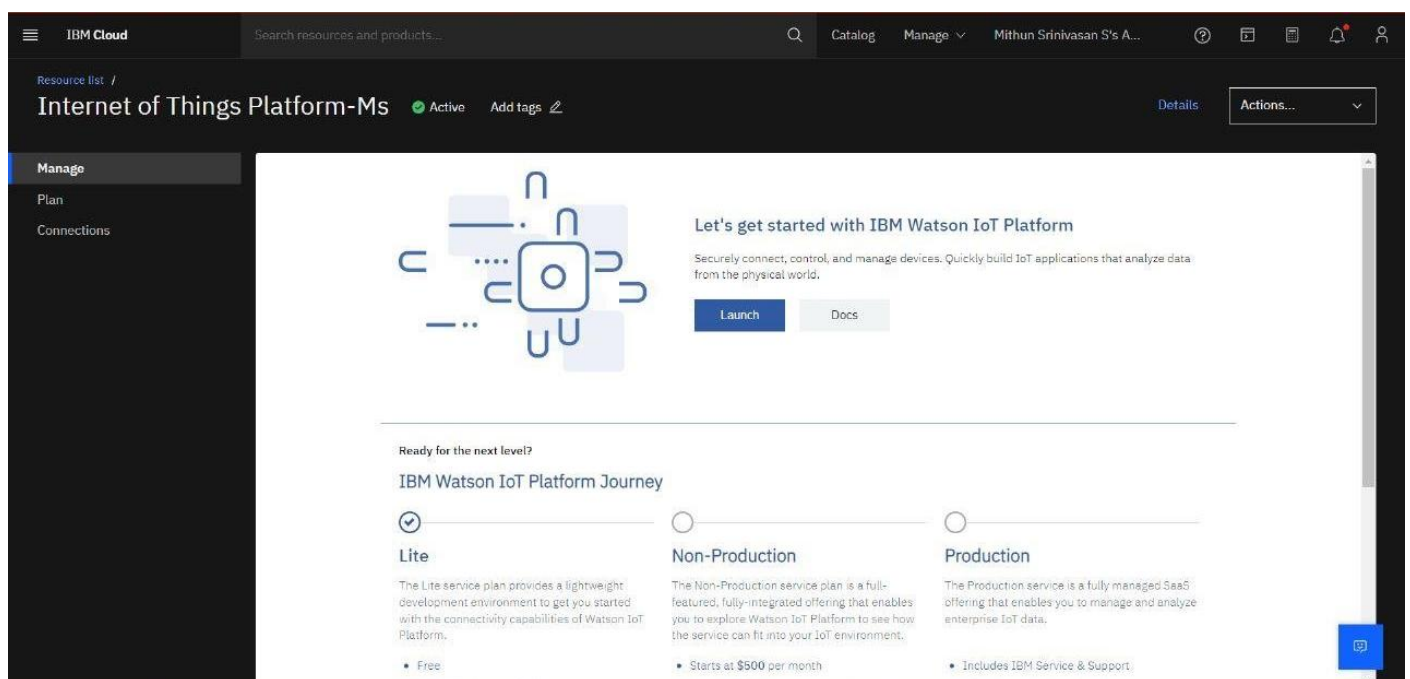 IBM Cloud
Search resources and products...
Catalog
Manage
Mithun Srinivasan S's A...
Resource list /
Internet of Things Platform-Ms
Active
Add tags
Details
Actions...
Manage
Plan
Connections
Let's get started with IBM Watson IoT Platform
Securely connect, control, and manage devices. Quickly build IoT applications that analyze data
from the physical world.
Launch
Docs
Ready for the next level?
IBM Watson IoT Platform Journey
Lite
The Lite service plan provides a lightweight
development environment to get you started
with the connectivity capabilities of Watson IoT
Platform.
• Free
Non-Production
The Non-Production service plan is a full-
featured, fully-integrated offering that enables
you to explore Watson IoT Platform to see how
the service can fit into your IoT environment.
• Starts at $500 per month
Production
The Production service is a fully managed SaaS
offering that enables you to manage and analyze
enterprise IoT data.
• Includes IBM Service & Support